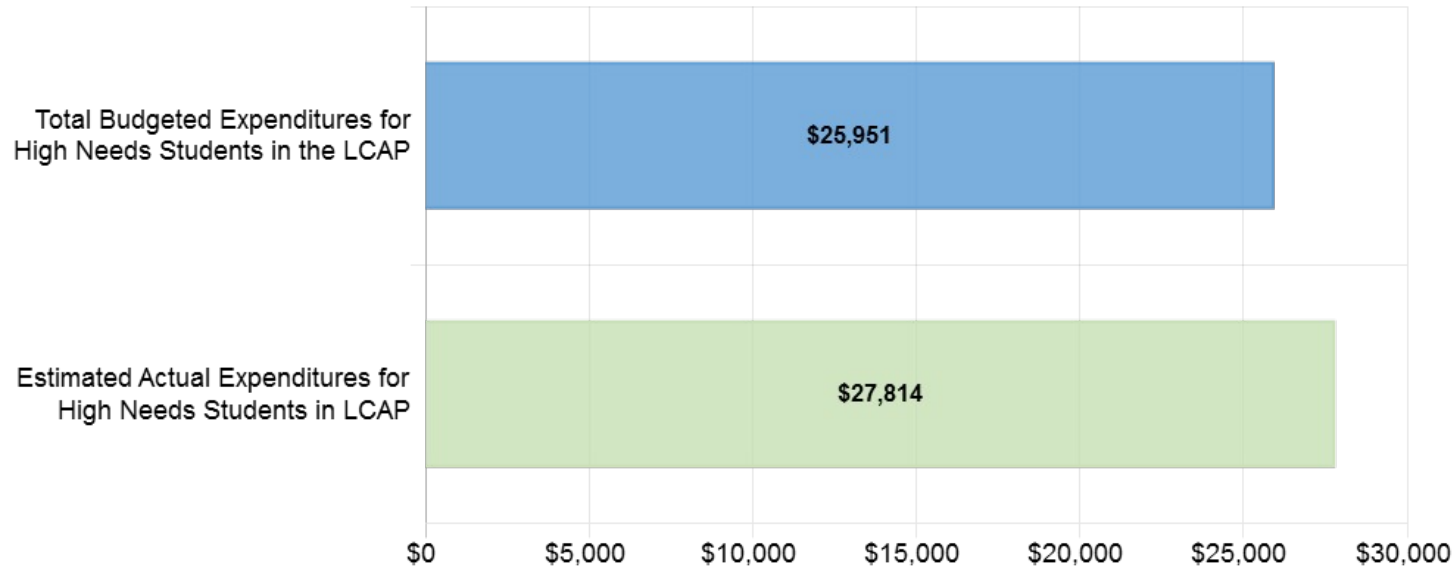 Total Budgeted Expenditures for
High Needs Students in the LCAP
$25,951
Estimated Actual Expenditures for
High Needs Students in LCAP
$27,814
$0
$5,000
$10,000
$15,000
$20,000
$25,000
$30,000